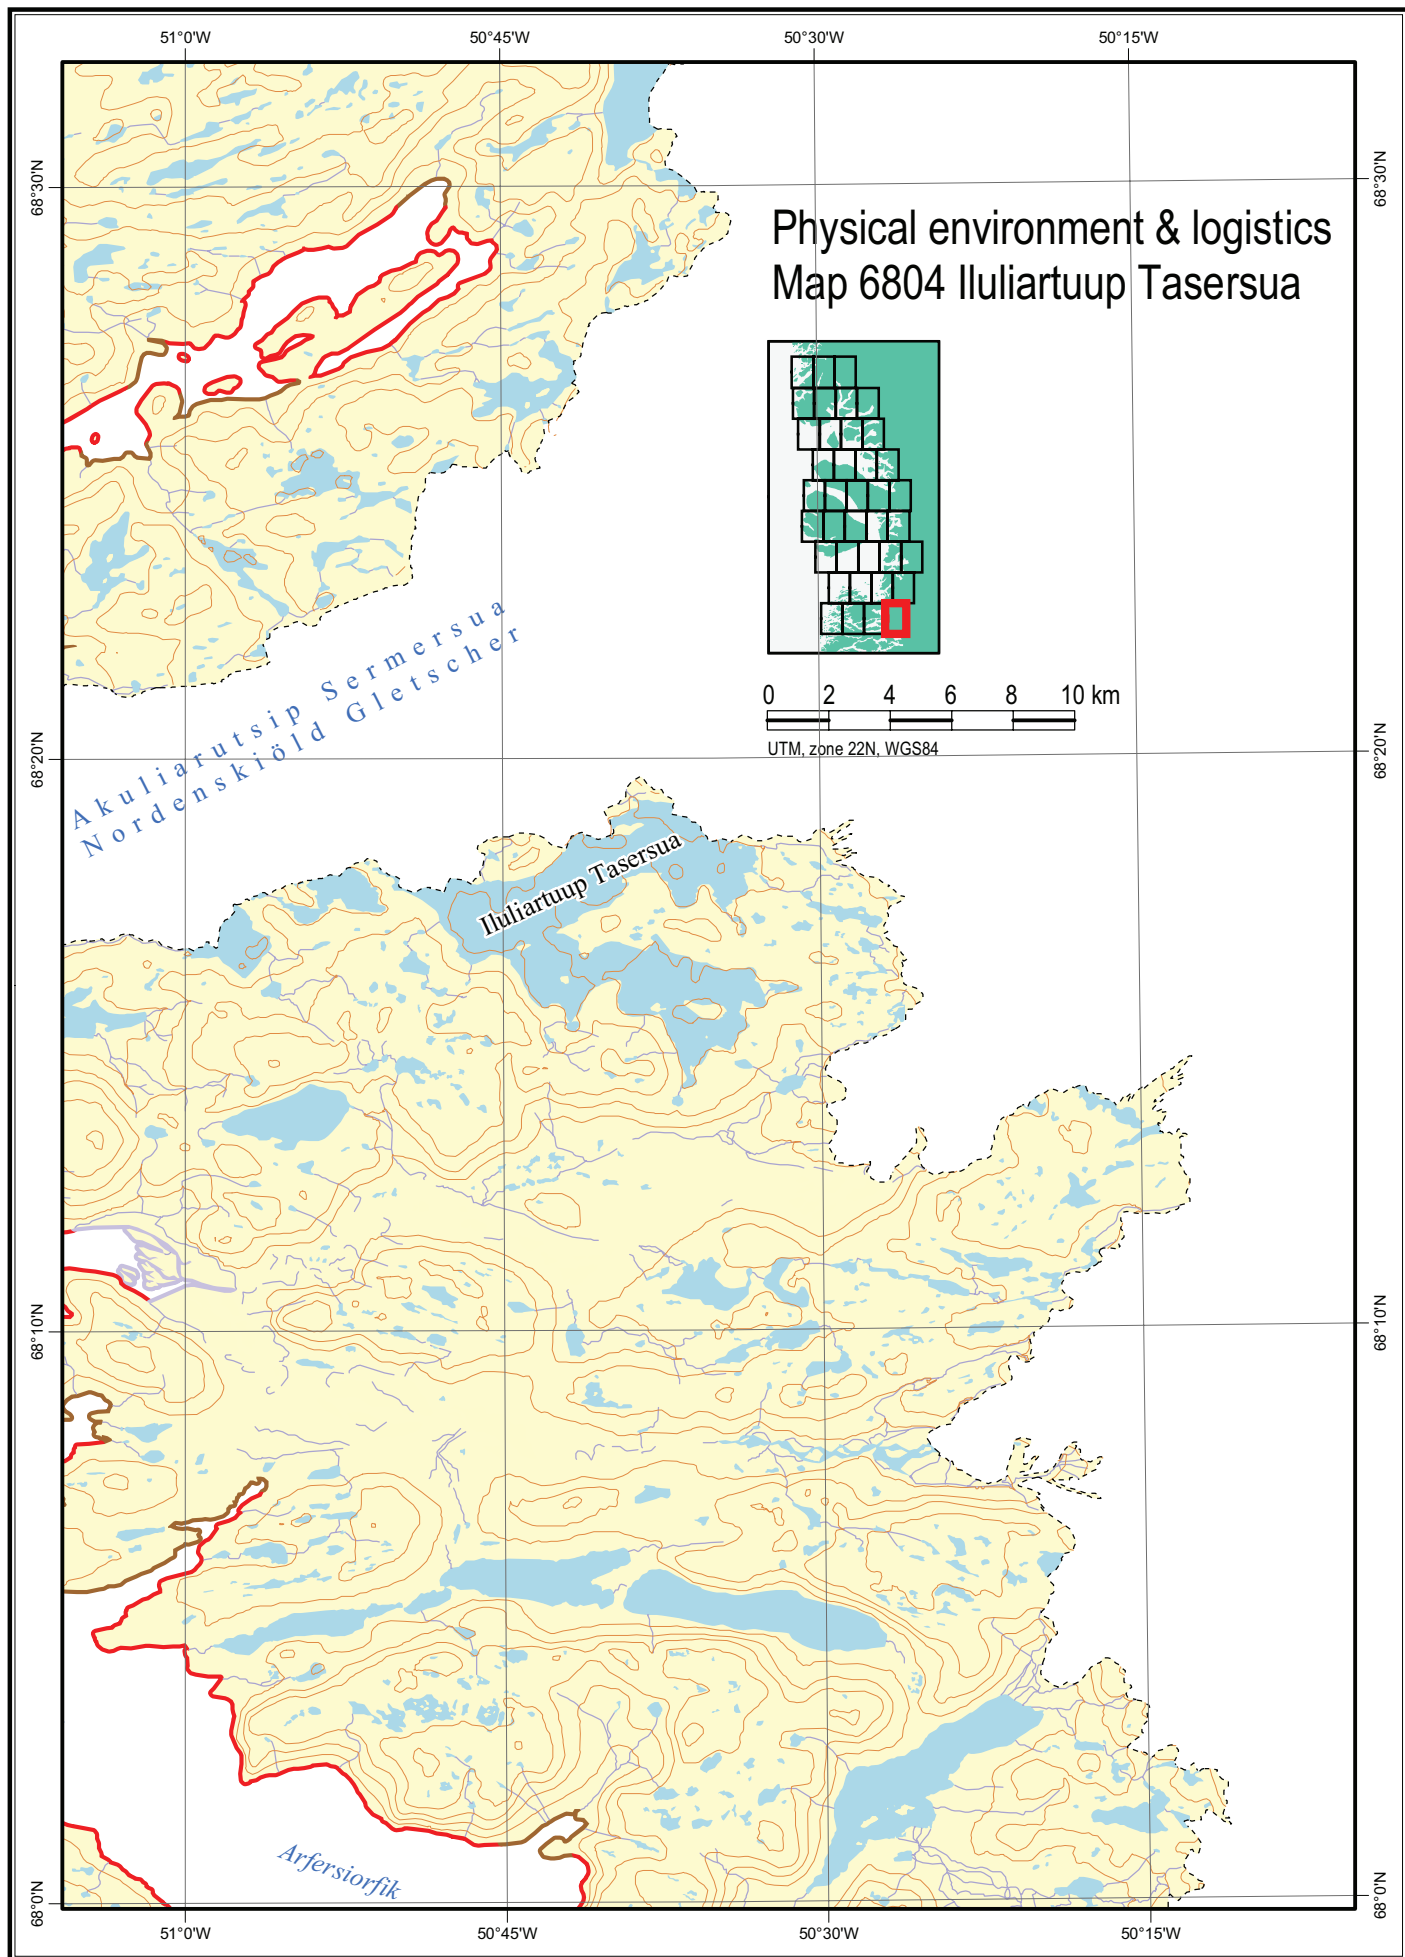 51°0'W
50°45'W
50°30'W
50°15'W
68°30'N
68°30'N
Physical environment & logistics
Map 6804 Iluliartuup Tasersua
Akuliarutsip Sermersua
Nordenskiöld Gletscher
0 2 4 6 8 10 km
UTM, zone 22N, WGS84
68°20'N
68°20'N
Iluliartuup Tasersua
68°10'N
68°10'N
Arfersiorfik
68°0'N
68°0'N
51°0'W
50°45'W
50°30'W
50°15'W